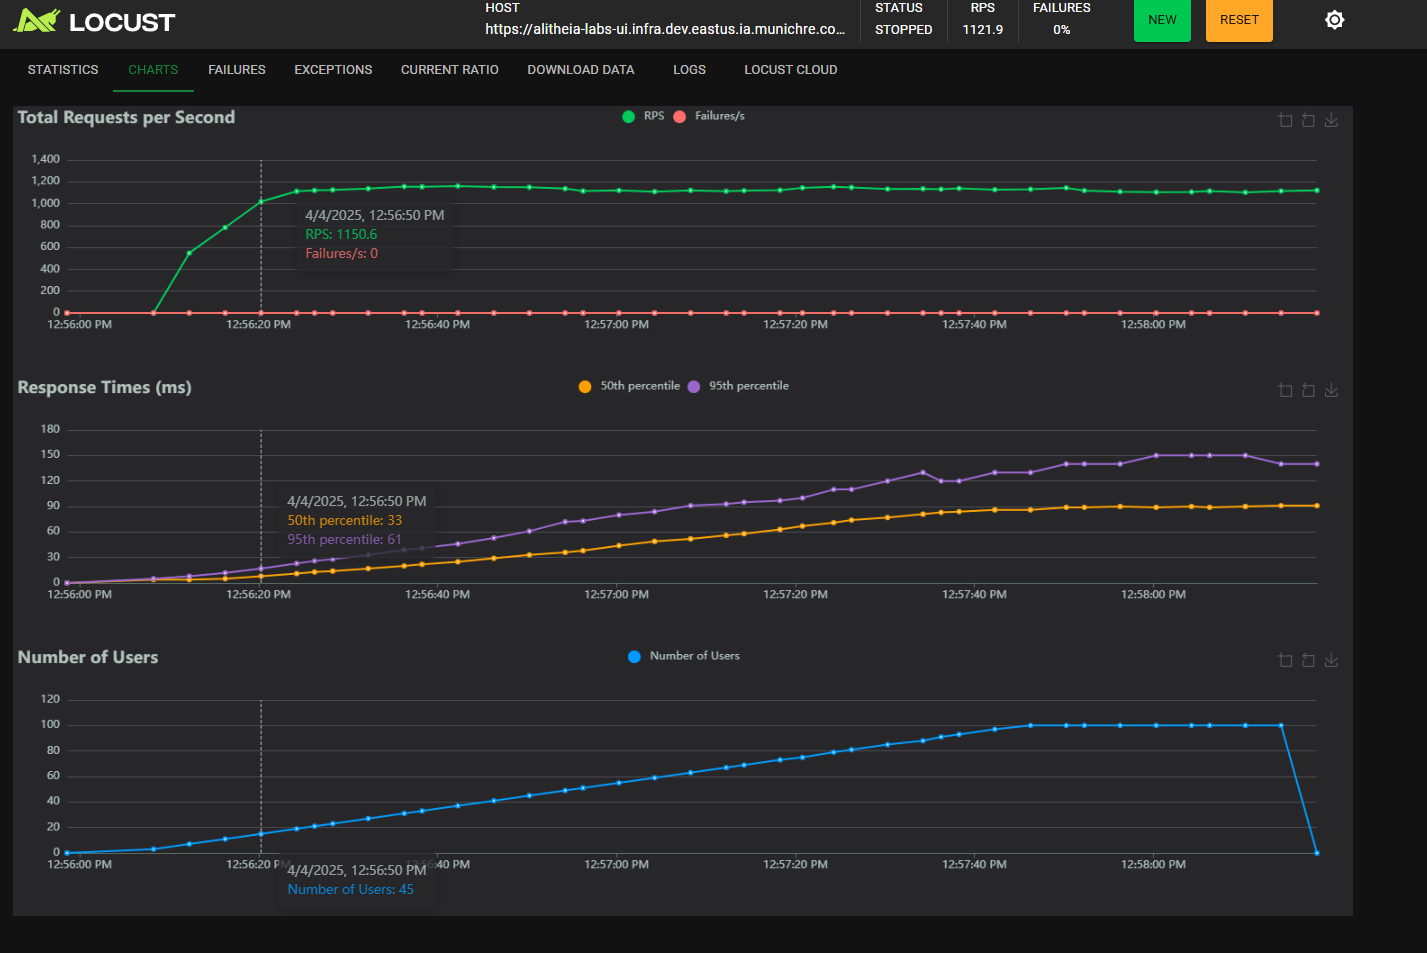 LOCUST
HOST
https://alitheia-labs-ui.infra.dev.eastus.ia.munichre.co...
STATUS
STOPPED
RPS
1121.9
FAILURES
0%
NEW
RESET
STATISTICS
CHARTS
FAILURES
EXCEPTIONS
CURRENT RATIO
DOWNLOAD DATA
LOGS
LOCUST CLOUD
Total Requests per Second
RPS
Failures/s
1,400
1,200
1,000
800
600
400
200
0
4/4/2025, 12:56:50 PM
RPS: 1150.6
Failures/s: 0
12:56:00 PM
12:56:20 PM
12:56:40 PM
12:57:00 PM
12:57:20 PM
12:57:40 PM
12:58:00 PM
Response Times (ms)
50th percentile
95th percentile
180
150
120
90
60
30
0
4/4/2025, 12:56:50 PM
50th percentile: 33
95th percentile: 61
12:56:00 PM
12:56:20 PM
12:56:40 PM
12:57:00 PM
12:57:20 PM
12:57:40 PM
12:58:00 PM
Number of Users
Number of Users
120
100
80
60
40
20
0
12:56:00 PM
12:56:20 PM
12:56:40 PM
12:57:00 PM
12:57:20 PM
12:57:40 PM
12:58:00 PM
4/4/2025, 12:56:50 PM
Number of Users: 45